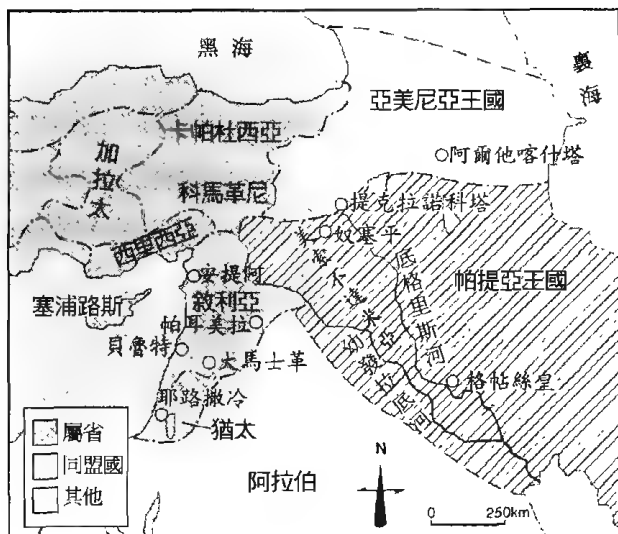 黑海
裏海
亞美尼亞王國
卡帕杜西亞
阿爾他喀什塔
加拉太
科馬革尼
提克拉諾科塔
奴塞平
西里西亞
美索不達米亞
底格里斯河
帕提亞王國
安提阿
敘利亞
塞浦路斯
帕耳美拉
幼發拉底河
貝魯特
大馬士革
格帖絲皇
耶路撒冷
猶太
屬省
同盟國
其他
阿拉伯
N
0 250km